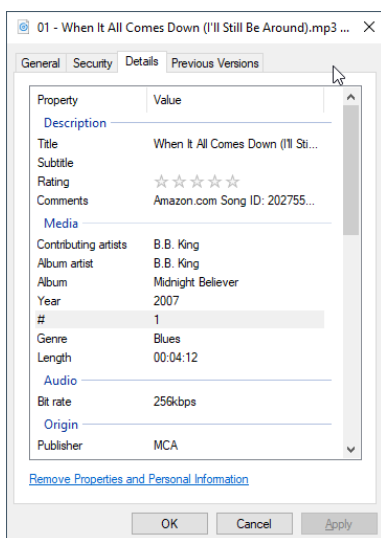 01 - When It All Comes Down (I'll Still Be Around).mp3 ...
General Security Details Previous Versions
Property Value
Description
Title When It All Comes Down (I'll Sti...
Subtitle
Rating
Comments Amazon.com Song ID: 202755...
Media
Contributing artists B.B. King
Album artist B.B. King
Album Midnight Believer
Year 2007
# 1
Genre Blues
Length 00:04:12
Audio
Bit rate 256kbps
Origin
Publisher MCA
Remove Properties and Personal Information
OK Cancel Apply